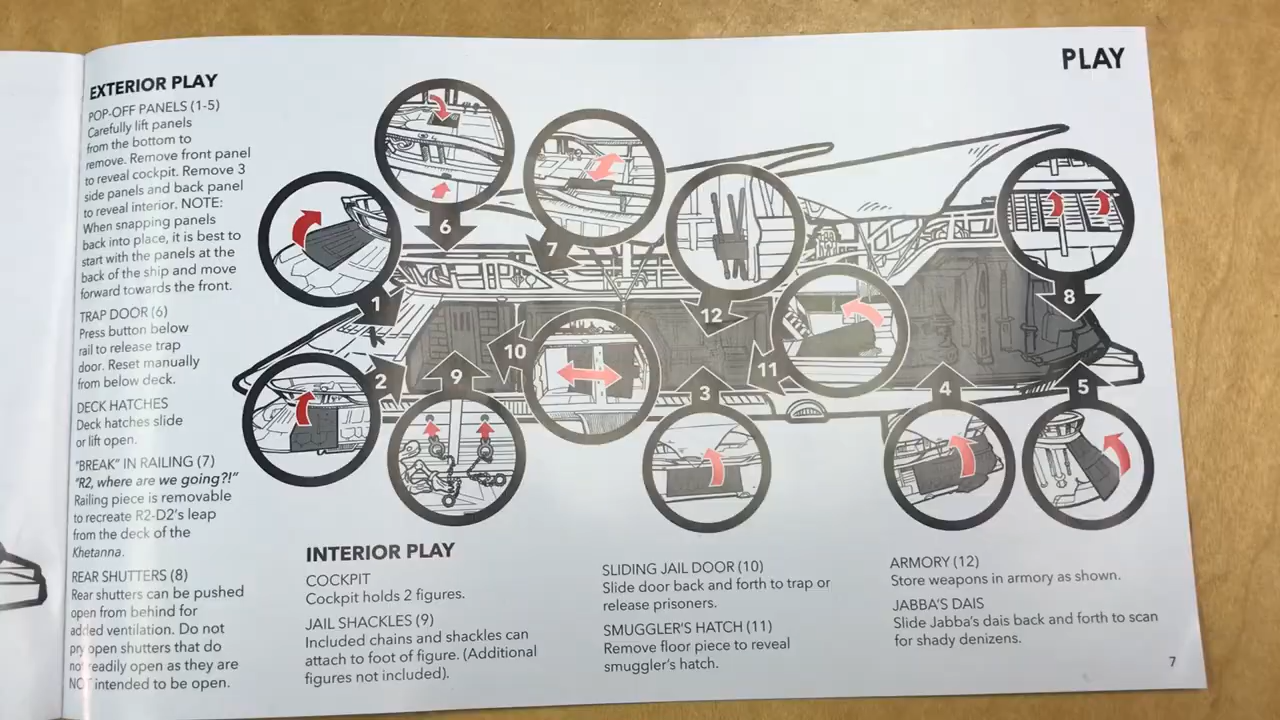 PLAY
EXTERIOR PLAY
POP-OFF PANELS (1-5)
Carefully lift panels
from the bottom to
remove. Remove front panel
to reveal cockpit. Remove 3
side panels and back panel
to reveal interior. NOTE:
When snapping panels
back into place, it is best to
start with the panels at the
back of the ship and move
forward towards the front.
TRAP DOOR (6)
Press button below
rail to release trap
door. Reset manually
from below deck.
DECK HATCHES
Deck hatches slide
or lift open.
"BREAK" IN RAILING (7)
"R2, where are we going?!"
Railing piece is removable
to recreate R2-D2's leap
from the deck of the
Khetanna.
REAR SHUTTERS (8)
Rear shutters can be pushed
open from behind for
added ventilation. Do not
pry open shutters that do
not readily open as they are
NOT intended to be open.
6
7
1
12
8
10
2
9
3
11
4
5
INTERIOR PLAY
COCKPIT
Cockpit holds 2 figures.
JAIL SHACKLES (9)
Included chains and shackles can
attach to foot of figure. (Additional
figures not included).
SLIDING JAIL DOOR (10)
Slide door back and forth to trap or
release prisoners.
SMUGGLER'S HATCH (11)
Remove floor piece to reveal
smuggler's hatch.
ARMORY (12)
Store weapons in armory as shown.
JABBA'S DAIS
Slide Jabba's dais back and forth to scan
for shady denizens.
7